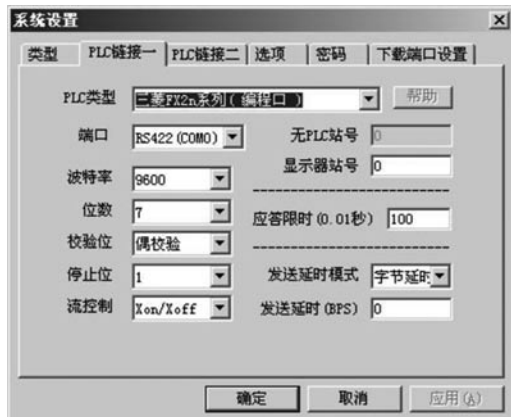 系统设置
类型 PLC链接一 PLC链接二 选项 密码 下载端口设置
PLC类型 三菱FX2n系列( 编程口 ) 帮助
端口 RS422(COM0) 无PLC站号 0
显示器站号 0
波特率 9600
位数 7 应答限时(0.01秒) 100
校验位 偶校验
停止位 1 发送延时模式 字节延时
流控制 Xon/Xoff 发送延时(BPS) 0
确定 取消 应用(A)